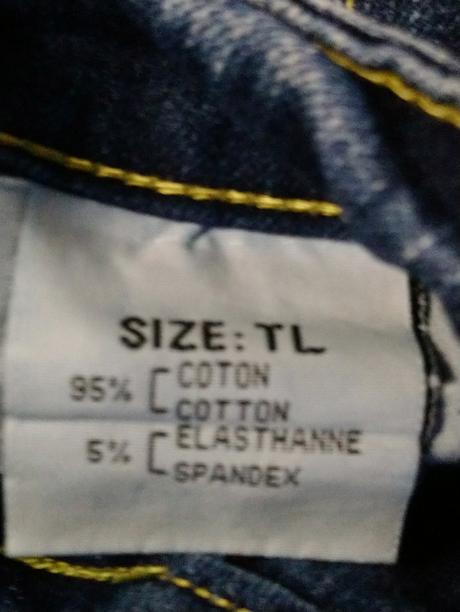 SIZE: TL
95% COTON
COTTON
5% ELASTHANNE
SPANDEX